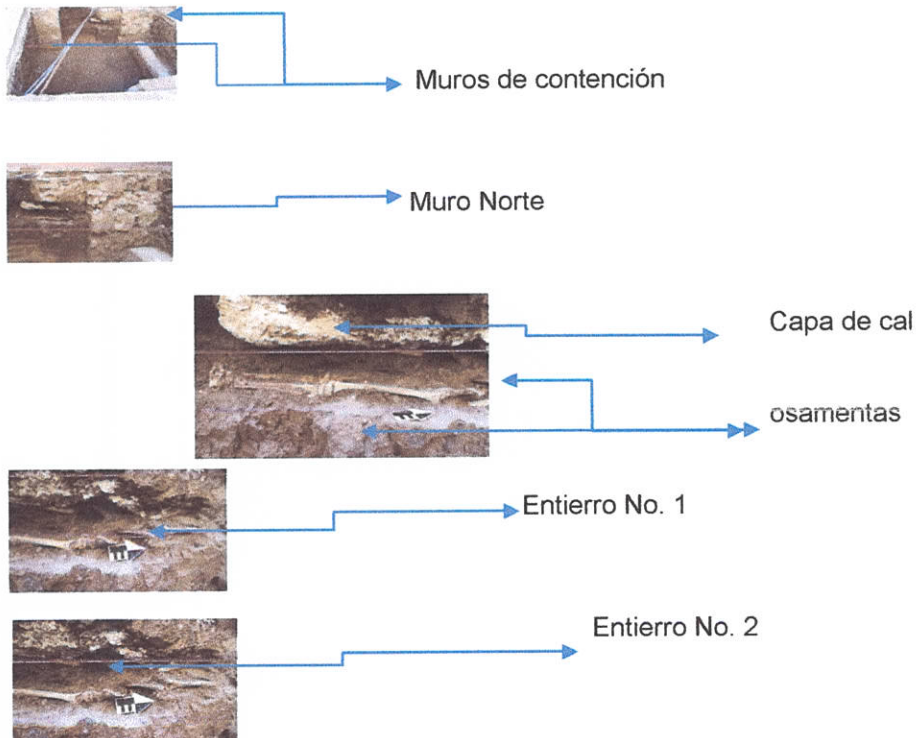 Muros de contención
Muro Norte
Capa de cal
osamentas
Entierro No. 1
Entierro No. 2